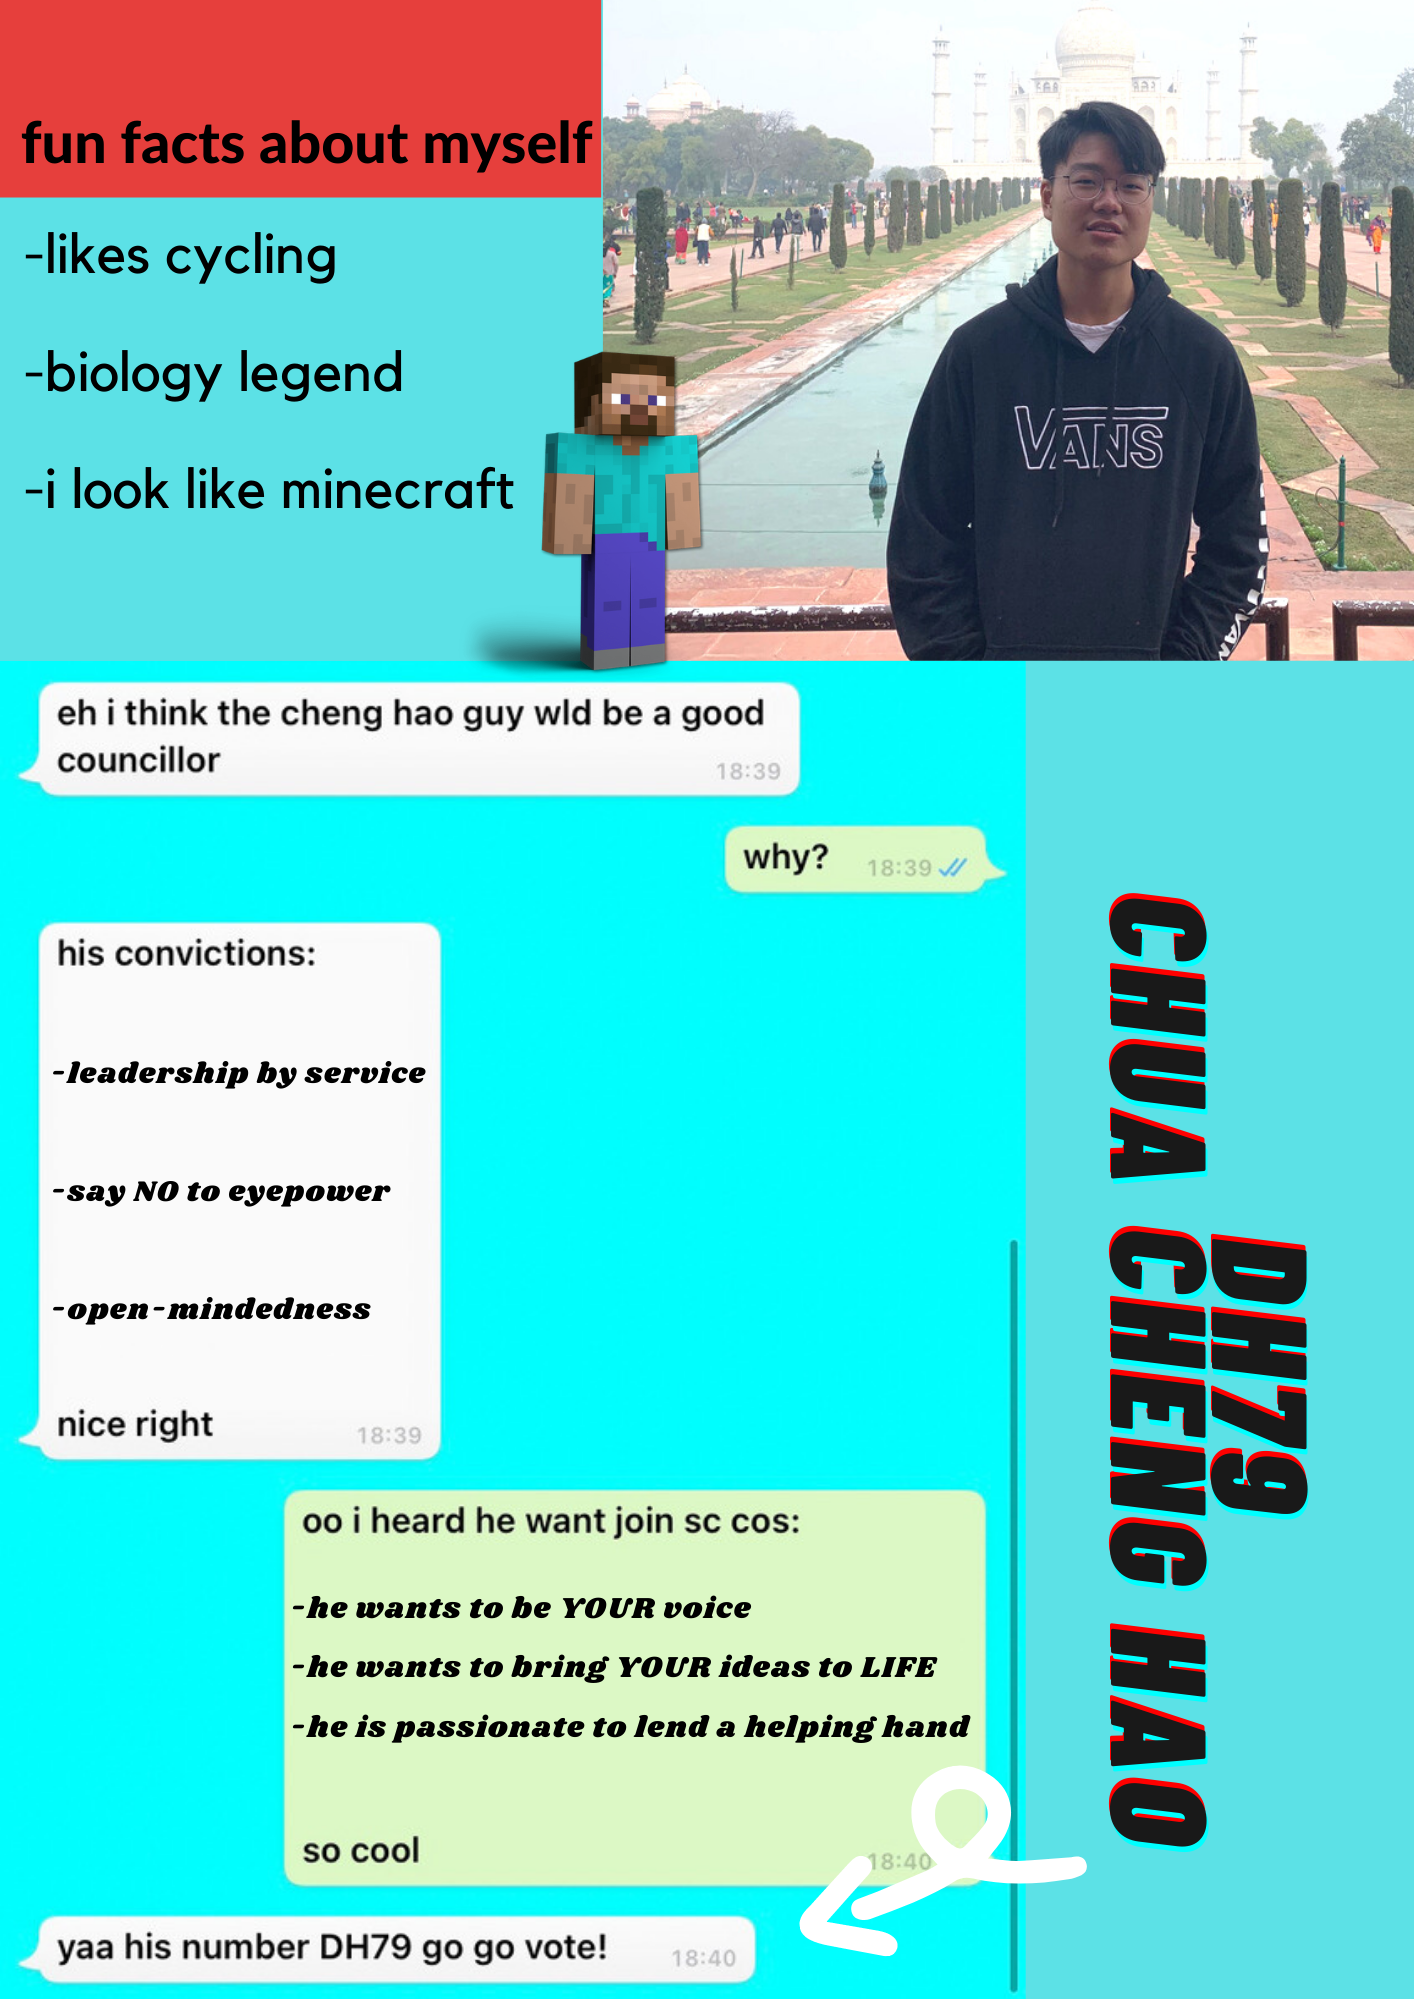 fun facts about myself
-likes cycling
-biology legend
-i look like minecraft
VANS
eh i think the cheng hao guy wld be a good
councillor
18:39
why?
18:39
his convictions:
-leadership by service
-say NO to eyepower
-open-mindedness
nice right
18:39
oo i heard he want join sc cos:
-he wants to be YOUR voice
-he wants to bring YOUR ideas to LIFE
-he is passionate to lend a helping hand
so cool
18:40
yaa his number DH79 go go vote!
18:40
CHUA CHENG HAO
DH79